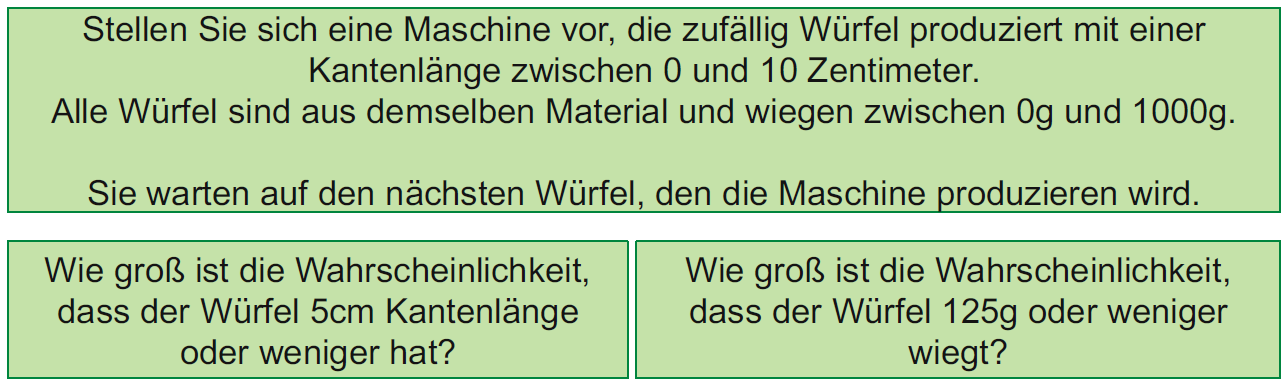 Stellen Sie sich eine Maschine vor, die zufällig Würfel produziert mit einer
Kantenlänge zwischen 0 und 10 Zentimeter.
Alle Würfel sind aus demselben Material und wiegen zwischen 0g und 1000g.
Sie warten auf den nächsten Würfel, den die Maschine produzieren wird.
Wie groß ist die Wahrscheinlichkeit,
dass der Würfel 5cm Kantenlänge
oder weniger hat?
Wie groß ist die Wahrscheinlichkeit,
dass der Würfel 125g oder weniger
wiegt?